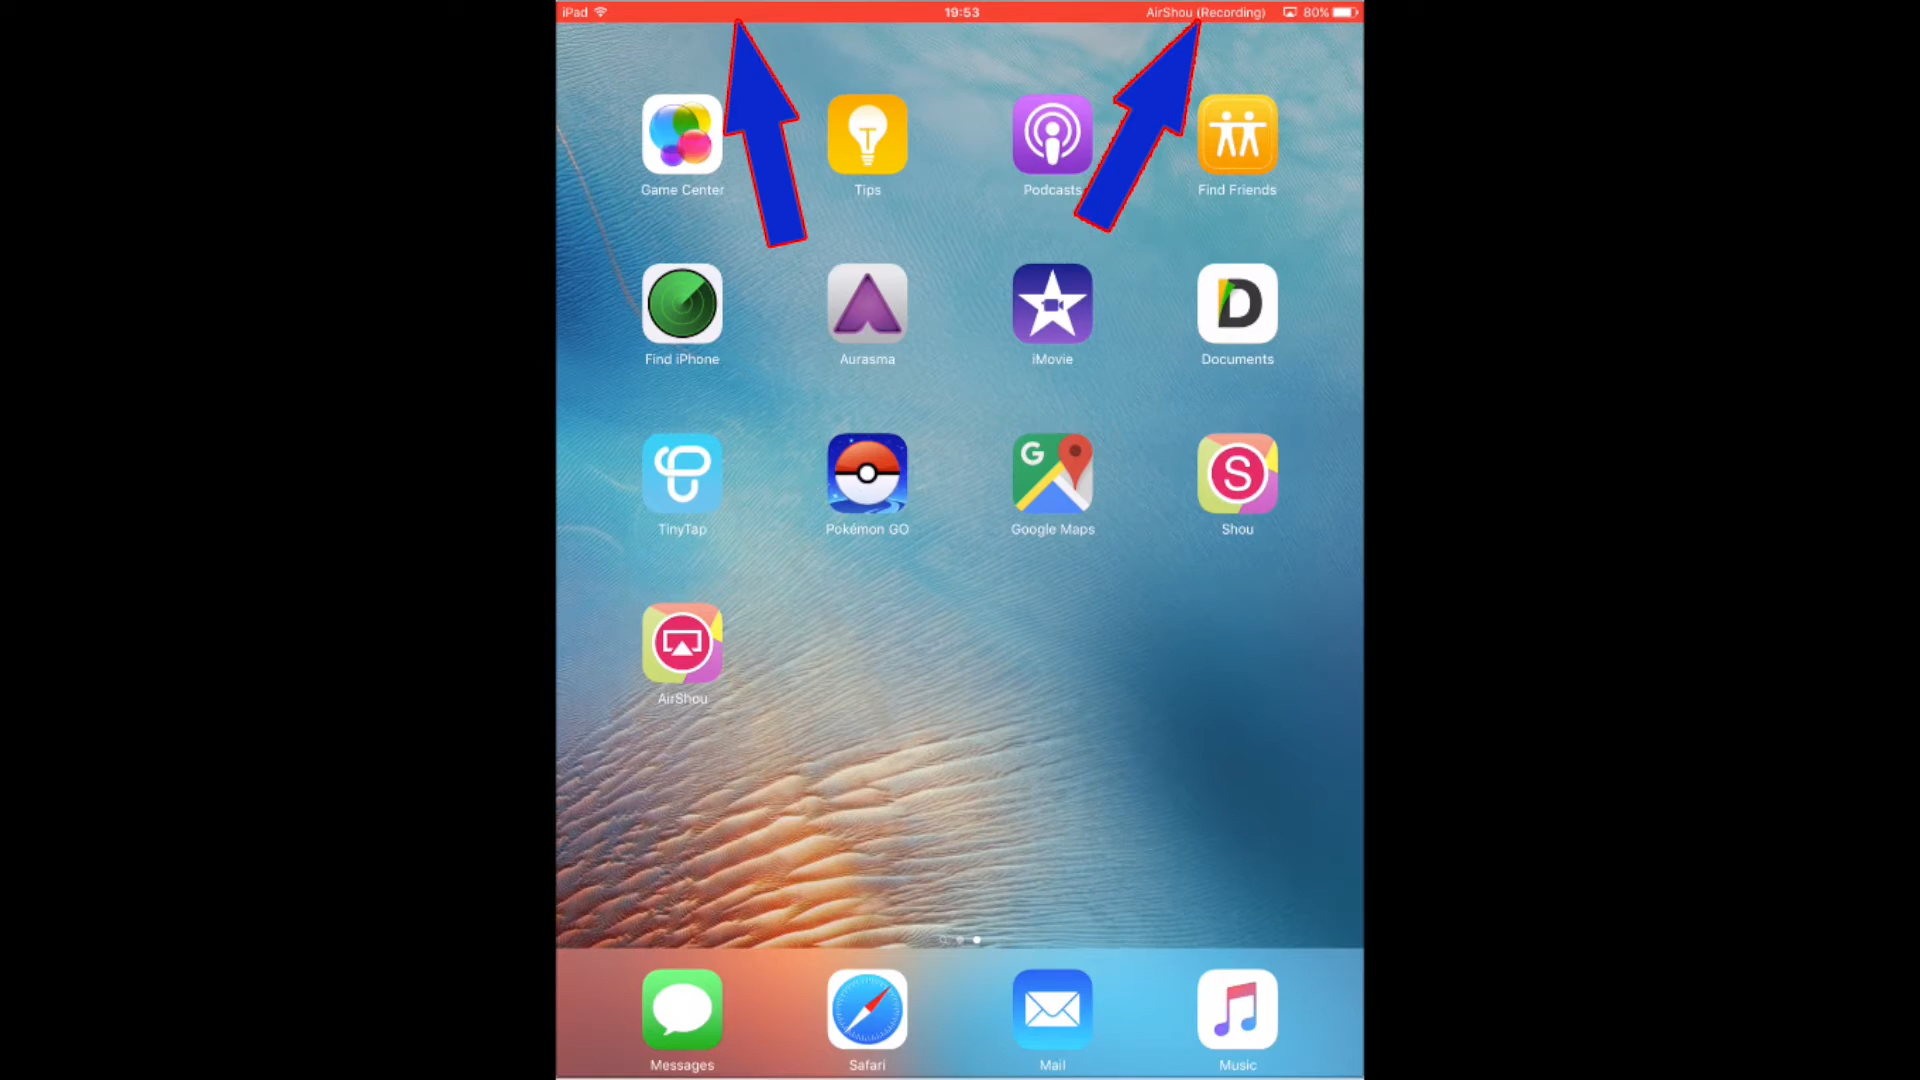 iPad 19:53 AirShou (Recording) 80%
Game Center Tips Podcasts Find Friends
Find iPhone Aurasma iMovie Documents
TinyTap Pokémon GO Google Maps Shou
AirShou
Messages Safari Mail Music